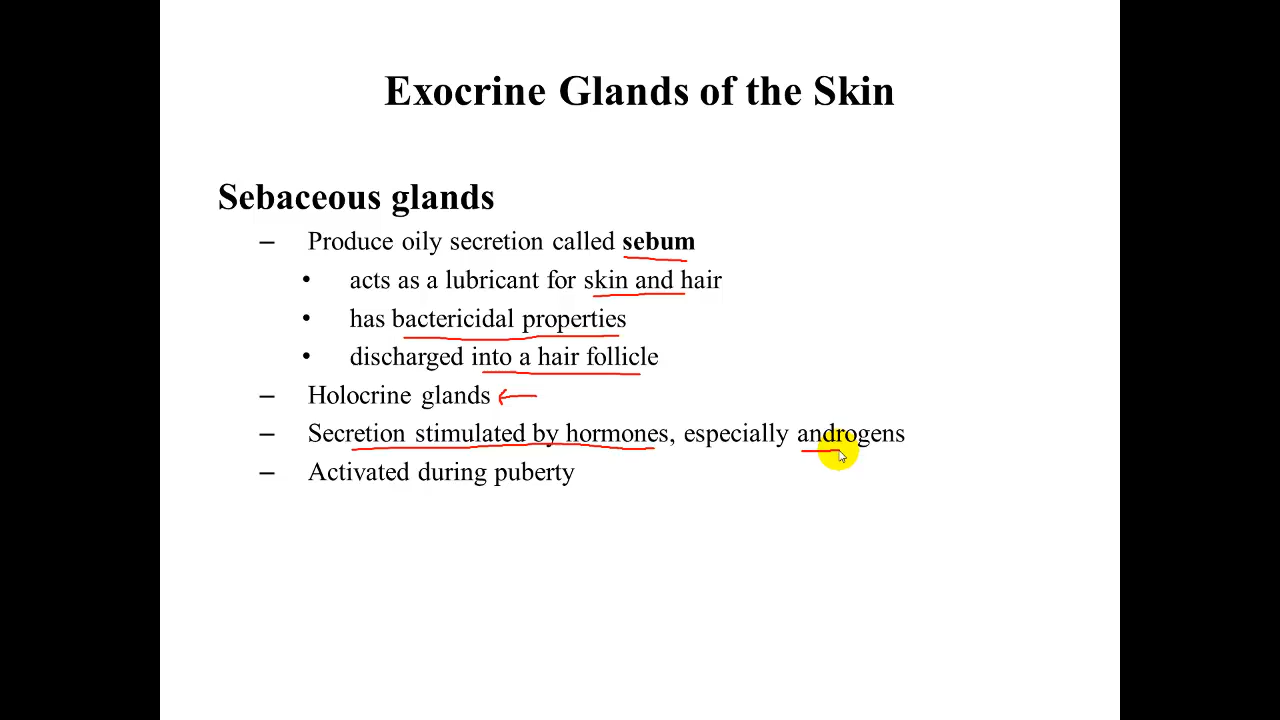 Exocrine Glands of the Skin
Sebaceous glands
– Produce oily secretion called sebum
• acts as a lubricant for skin and hair
• has bactericidal properties
• discharged into a hair follicle
– Holocrine glands
– Secretion stimulated by hormones, especially androgens
– Activated during puberty